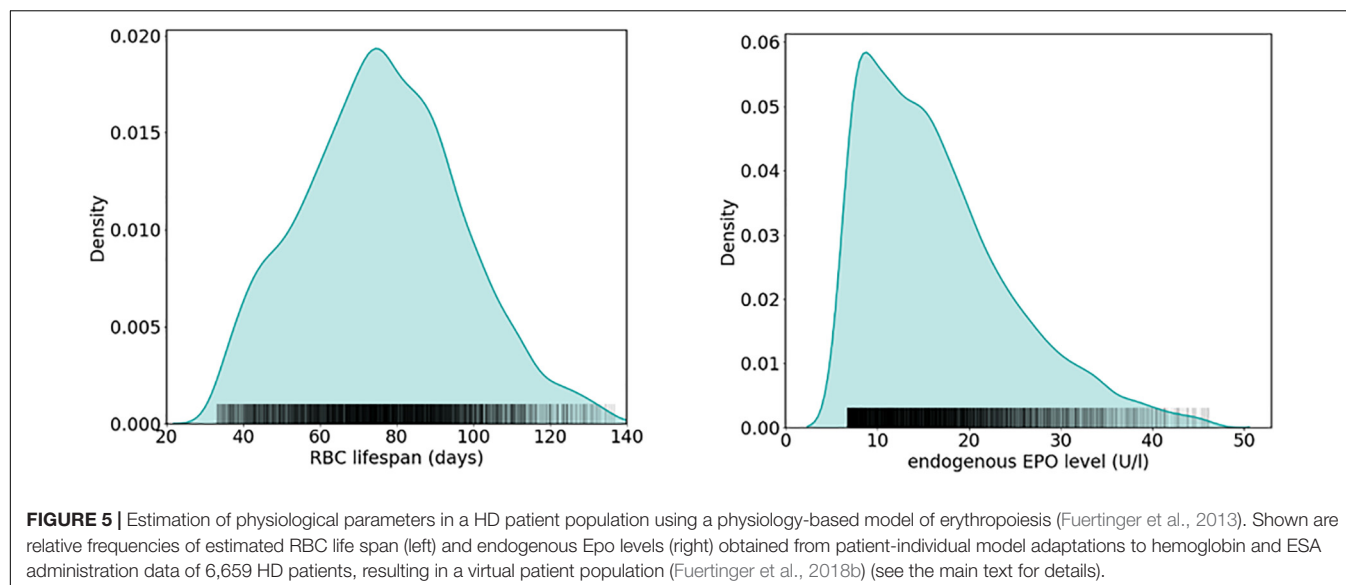 0.020
0.015
0.010
0.005
0.000
Density
20 40 60 80 100 120 140
RBC lifespan (days)
0.06
0.05
0.04
0.03
0.02
0.01
0.00
Density
0 10 20 30 40 50
endogenous EPO level (U/l)
FIGURE 5 | Estimation of physiological parameters in a HD patient population using a physiology-based model of erythropoiesis (Fuertinger et al., 2013). Shown are
relative frequencies of estimated RBC life span (left) and endogenous Epo levels (right) obtained from patient-individual model adaptations to hemoglobin and ESA
administration data of 6,659 HD patients, resulting in a virtual patient population (Fuertinger et al., 2018b) (see the main text for details).